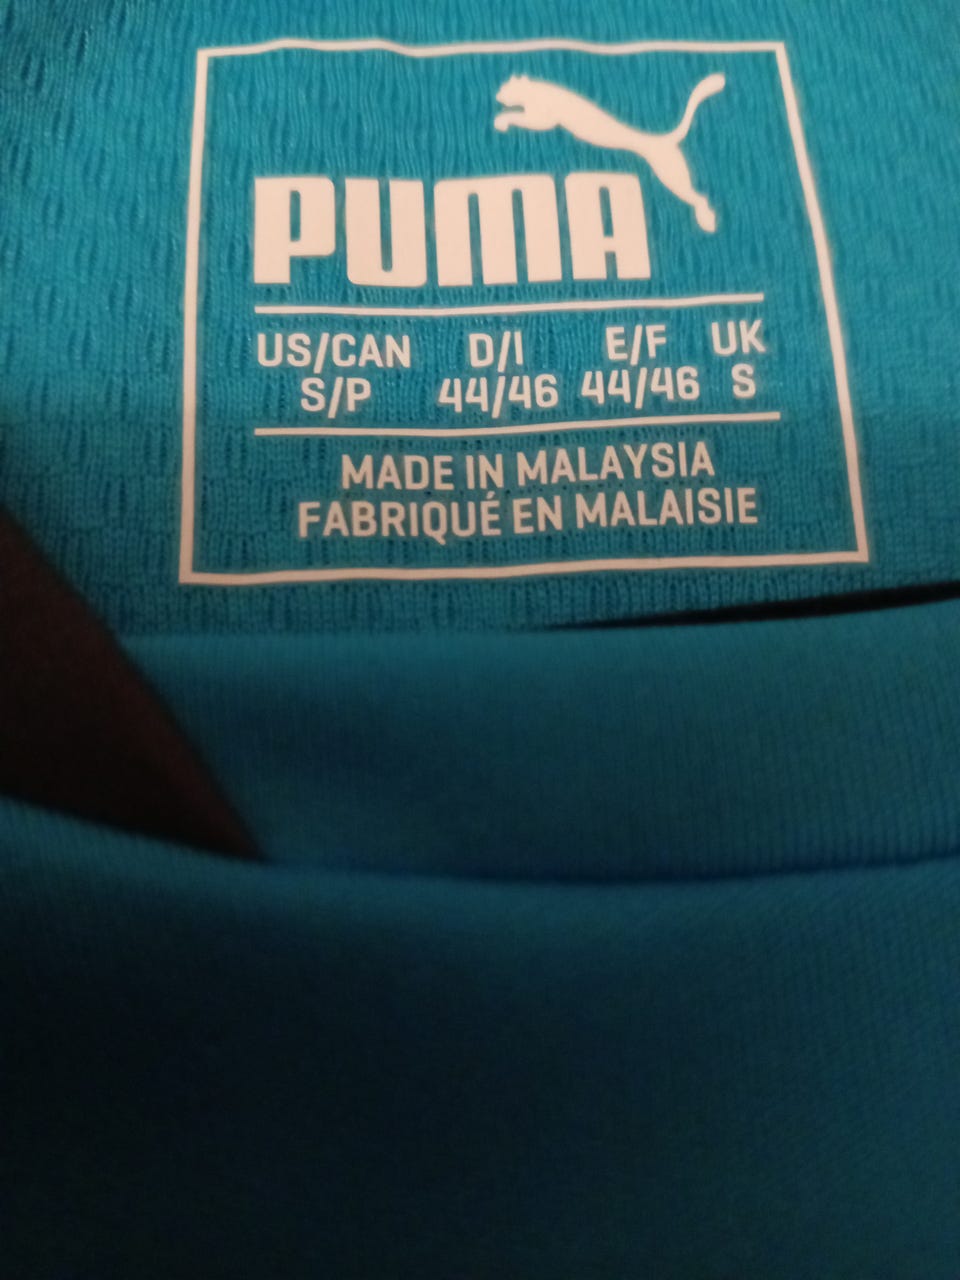 PUMA
US/CAN D/I E/F UK
S/P 44/46 44/46 S
MADE IN MALAYSIA
FABRIQUÉ EN MALAISIE